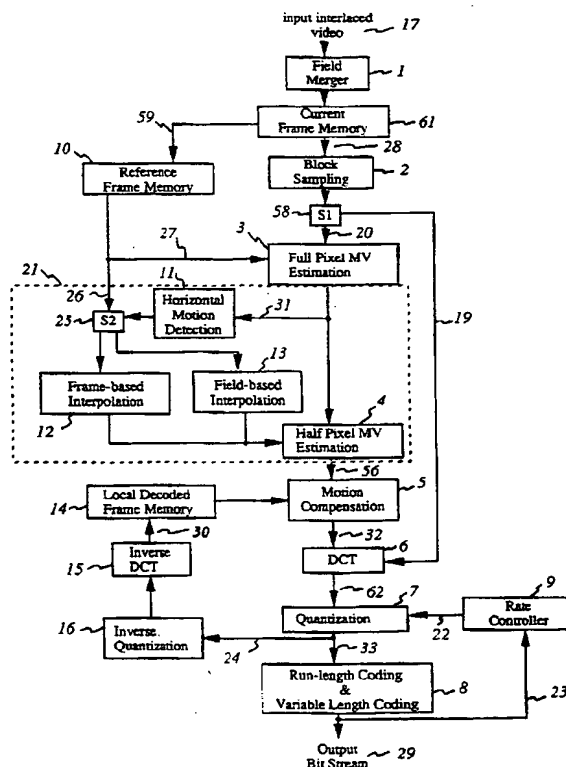 input interlaced
video
17
Field
Merger
1
59
Current
Frame Memory
61
10
28
Reference
Frame Memory
Block
Sampling
2
58
S1
20
3
27
Full Pixel MV
Estimation
21
11
26
Horizontal
Motion
Detection
31
19
25
S2
13
Frame-based
Interpolation
Field-based
Interpolation
4
12
Half Pixel MV
Estimation
56
14
Local Decoded
Frame Memory
Motion
Compensation
5
30
32
6
15
Inverse
DCT
DCT
62
7
9
16
Inverse.
Quantization
Quantization
22
Rate
Controller
24
33
Run-length Coding
&
Variable Length Coding
8
23
Output
Bit Stream
29